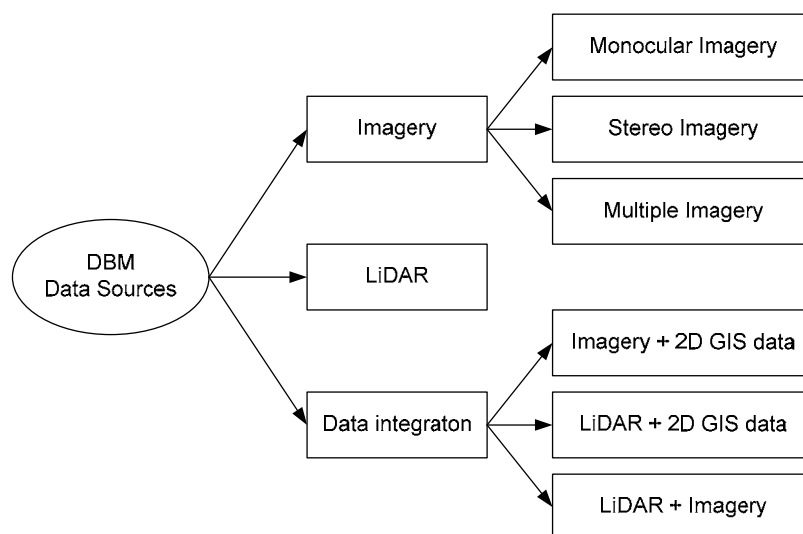 DBM
Data Sources
Imagery
LiDAR
Data integraton
Monocular Imagery
Stereo Imagery
Multiple Imagery
Imagery + 2D GIS data
LiDAR + 2D GIS data
LiDAR + Imagery